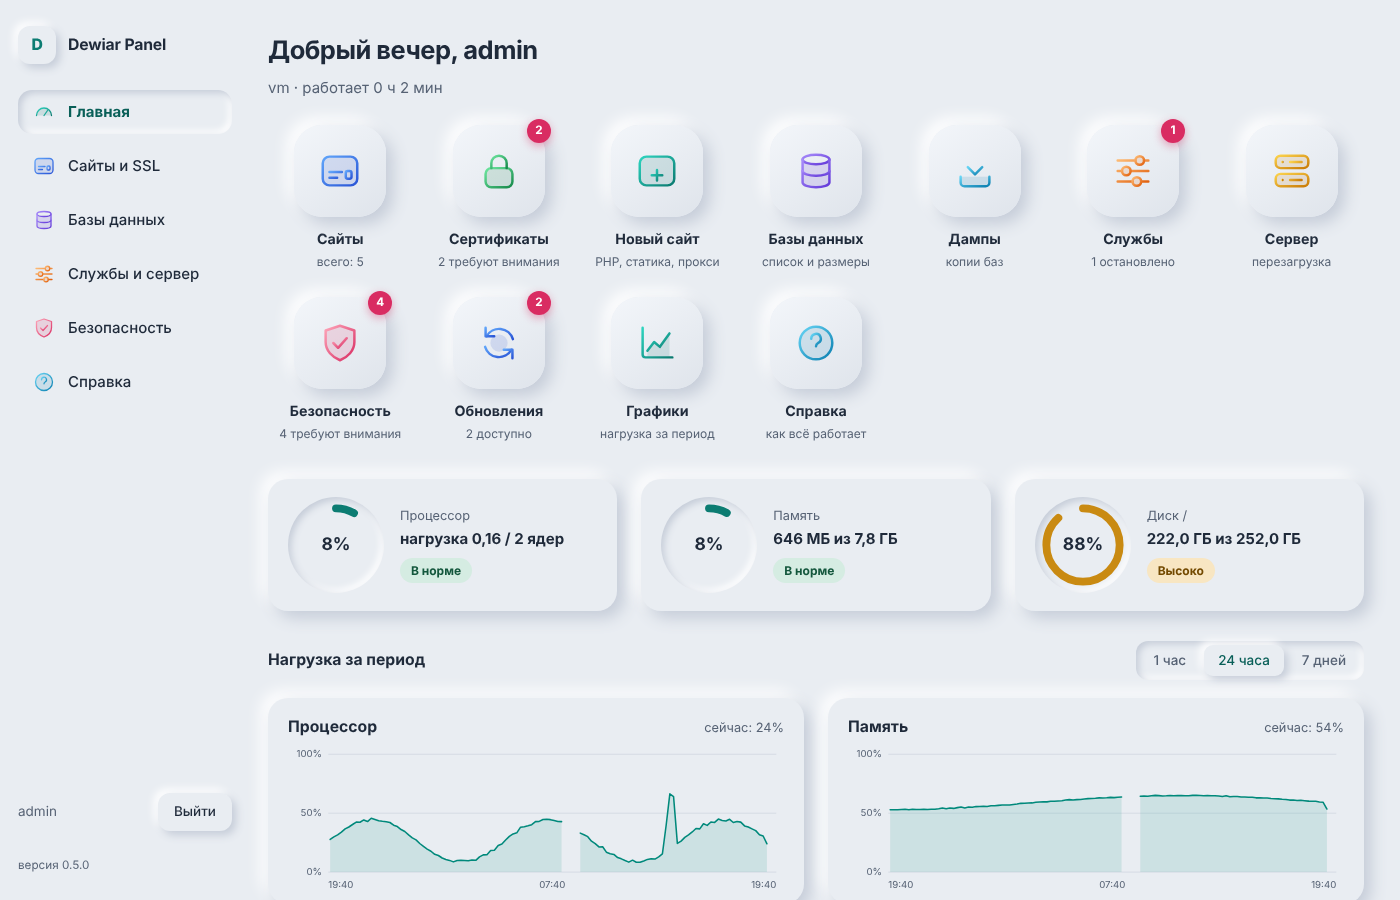 D Dewiar Panel
Главная
Сайты и SSL
Базы данных
Службы и сервер
Безопасность
Справка
admin
Выйти
версия 0.5.0
Добрый вечер, admin
vm · работает 0 ч 2 мин
Сайты
всего: 5
2
Сертификаты
2 требуют внимания
Новый сайт
PHP, статика, прокси
Базы данных
список и размеры
Дампы
копии баз
1
Службы
1 остановлено
Сервер
перезагрузка
4
Безопасность
4 требуют внимания
2
Обновления
2 доступно
Графики
нагрузка за период
Справка
как всё работает
8%
Процессор
нагрузка 0,16 / 2 ядер
В норме
8%
Память
646 МБ из 7,8 ГБ
В норме
88%
Диск /
222,0 ГБ из 252,0 ГБ
Высоко
Нагрузка за период
1 час 24 часа 7 дней
Процессор сейчас: 24%
100%
50%
0%
19:40 07:40 19:40
Память сейчас: 54%
100%
50%
0%
19:40 07:40 19:40